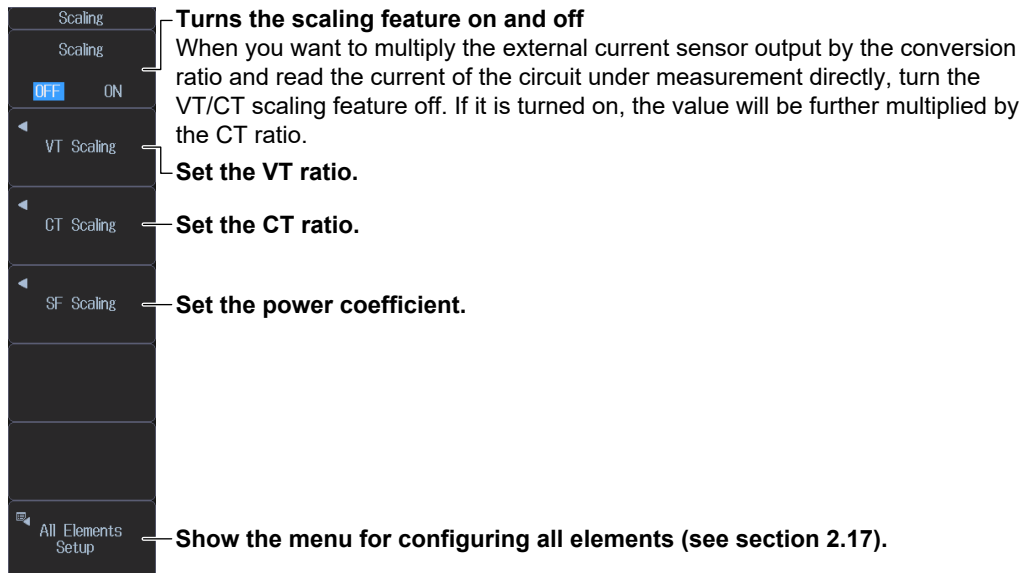 Scaling
Scaling
OFF ON
VT Scaling
CT Scaling
SF Scaling
All Elements
Setup
Turns the scaling feature on and off
When you want to multiply the external current sensor output by the conversion
ratio and read the current of the circuit under measurement directly, turn the
VT/CT scaling feature off. If it is turned on, the value will be further multiplied by
the CT ratio.
Set the VT ratio.
Set the CT ratio.
Set the power coefficient.
Show the menu for configuring all elements (see section 2.17).